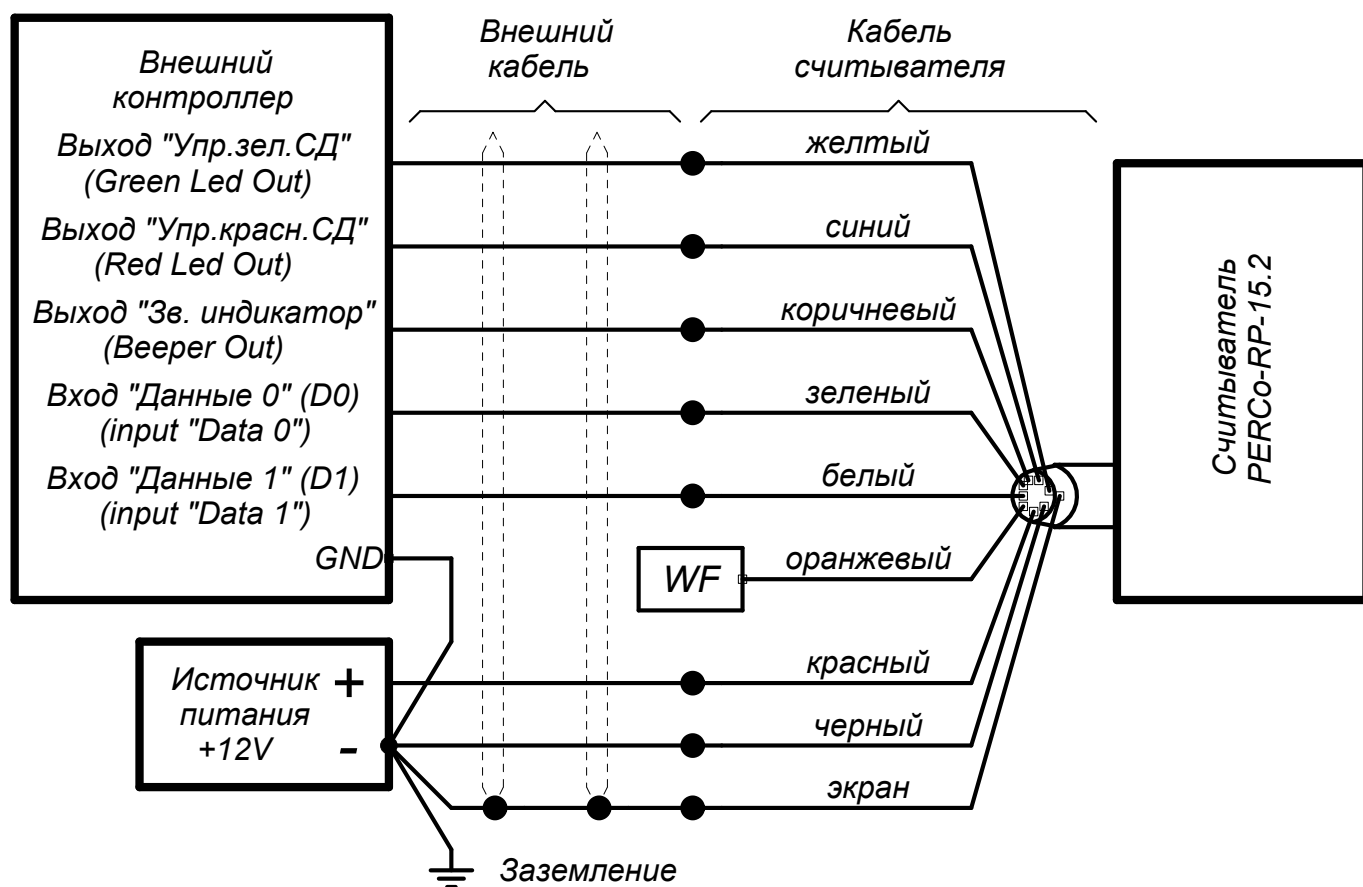 Внешний
контроллер
Выход "Упр.зел.СД"
(Green Led Out)
Выход "Упр.красн.СД"
(Red Led Out)
Выход "Зв. индикатор"
(Beeper Out)
Вход "Данные 0" (D0)
(input "Data 0")
Вход "Данные 1" (D1)
(input "Data 1")
GND
Источник +
питания
+12V -
Внешний
кабель
Кабель
считывателя
желтый
синий
коричневый
зеленый
белый
WF
оранжевый
красный
черный
экран
Заземление
Считыватель
PERCo-RP-15.2